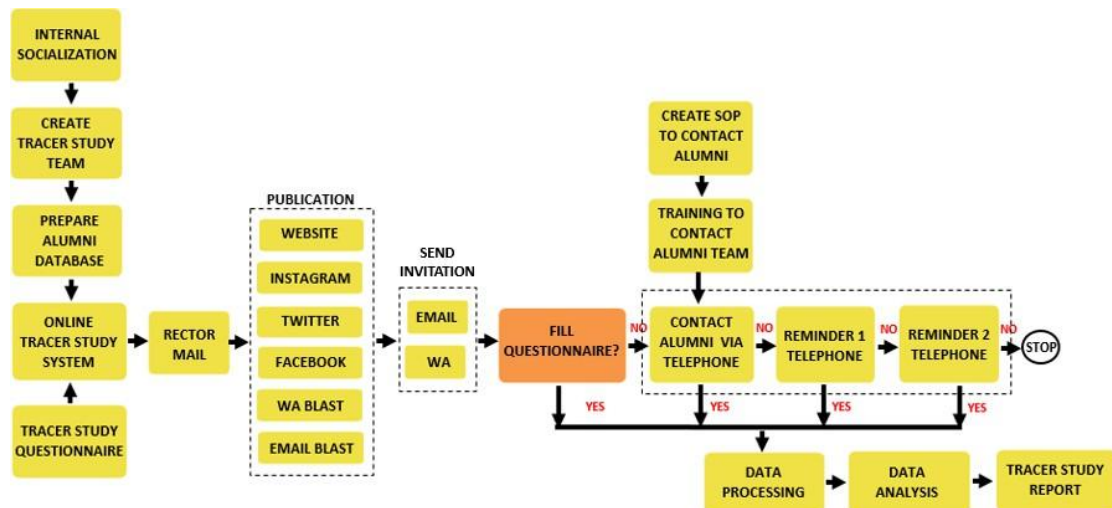 INTERNAL
SOCIALIZATION
CREATE
TRACER STUDY
TEAM
PREPARE
ALUMNI
DATABASE
ONLINE
TRACER STUDY
SYSTEM
TRACER STUDY
QUESTIONNAIRE
RECTOR
MAIL
PUBLICATION
WEBSITE
INSTAGRAM
TWITTER
FACEBOOK
WA BLAST
EMAIL BLAST
SEND
INVITATION
EMAIL
WA
FILL
QUESTIONNAIRE?
NO
YES
CREATE SOP
TO CONTACT
ALUMNI
TRAINING TO
CONTACT
ALUMNI TEAM
CONTACT
ALUMNI VIA
TELEPHONE
NO
YES
REMINDER 1
TELEPHONE
NO
YES
REMINDER 2
TELEPHONE
NO
YES
STOP
DATA
PROCESSING
DATA
ANALYSIS
TRACER STUDY
REPORT